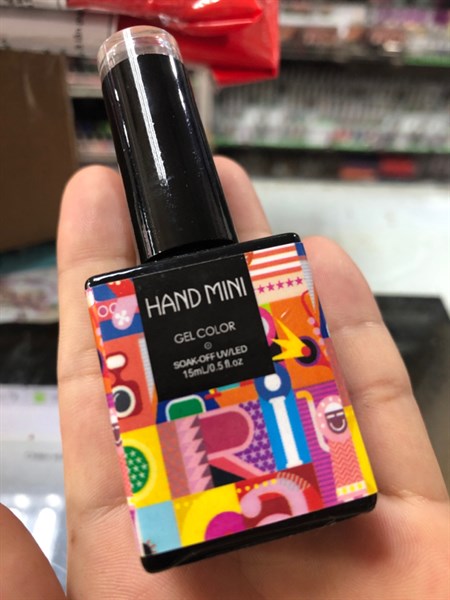 HAND MINI
GEL COLOR
SOAK-OFF UV/LED
15mL/0.5 fl.oz